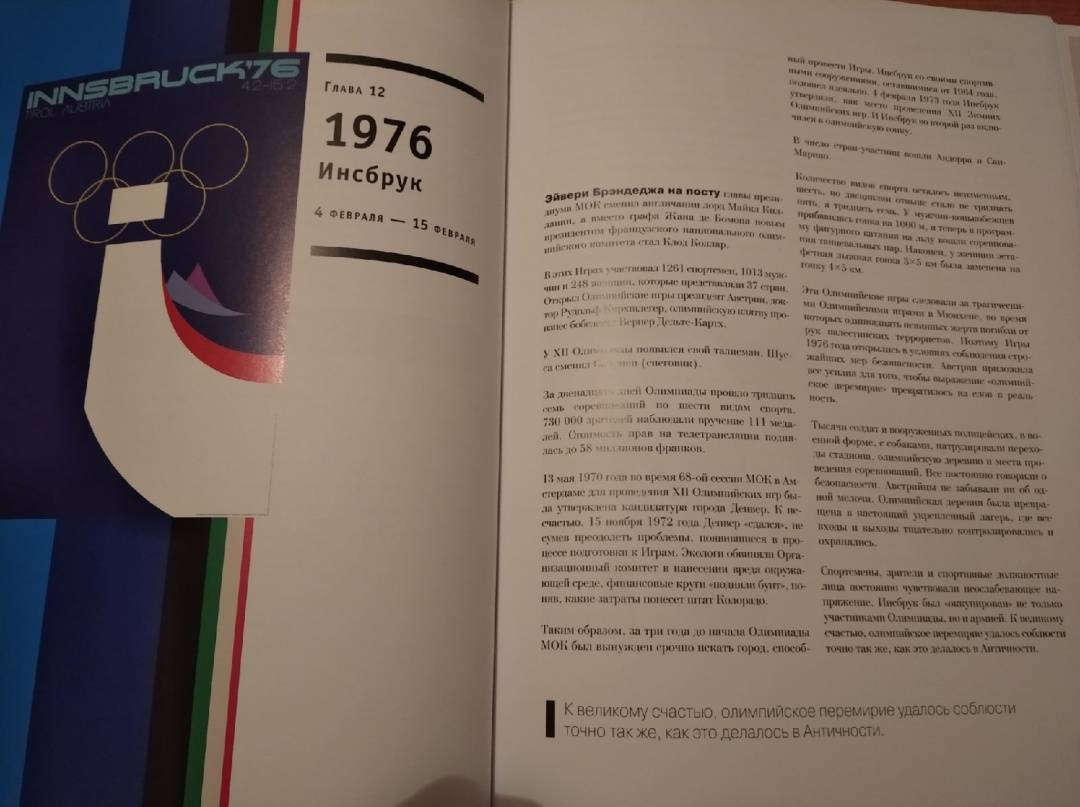 INNSBRUCK'76
4.2–15.2
TIROL AUSTRIA
ГЛАВА 12
1976
Инсбрук
4 ФЕВРАЛЯ — 15 ФЕВРАЛЯ
Эйвери Брэндеджа на посту главы прези-
диума МОК сменил англичанин лорд Майкл Кил-
ланин, а вместо графа Жана де Бомона новым
президентом французского национального олим-
пийского комитета стал Клод Коллар.
В этих Играх участвовал 1261 спортсмен, 1013 муж-
чин и 248 женщин, которые представляли 37 стран.
Открыл Олимпийские игры президент Австрии, док-
тор Рудольф Кирхшлегер, олимпийскую клятву про-
изнес бобслеист Вернер Дельте-Картх.
У XII Олимпиады появился свой талисман. Шус-
са сменил (снеговик).
За двенадцать дней Олимпиады прошло тридцать
семь соревнований по шести видам спорта.
730 000 зрителей наблюдали вручение 111 меда-
лей. Стоимость прав на телетрансляции подня-
лась до 58 миллионов франков.
13 мая 1970 года во время 68-ой сессии МОК в Ам-
стердаме для проведения XII Олимпийских игр бы-
ла утверждена кандидатура города Денвер. К не-
счастью, 15 ноября 1972 года Денвер «сдался», не
сумев преодолеть проблемы, появившиеся в про-
цессе подготовки к Играм. Экологи обвиняли Орга-
низационный комитет в нанесении вреда окружа-
ющей среде, финансовые круги «подняли бунт», по-
няв, какие затраты понесет штат Колорадо.
Таким образом, за три года до начала Олимпиады
МОК был вынужден срочно искать город, способ-
ный провести Игры. Инсбрук со своими спортив-
ными сооружениями, оставшимися от 1964 года,
подошел идеально. 4 февраля 1973 года Инсбрук
утвердили, как место проведения XII Зимних
Олимпийских игр. И Инсбрук во второй раз вклю-
чился в олимпийскую гонку.
В число стран-участниц вошли Андорра и Сан-
Марино.
Количество видов спорта осталось неизменным,
шесть, но дисциплин отныне стало не тридцать
пять, а тридцать семь. У мужчин-конькобежцев
прибавилась гонка на 1000 м, и теперь в програм-
му фигурного катания на льду вошли соревнова-
ния танцевальных пар. Наконец, у женщин эста-
фетная лыжная гонка 3×5 км была заменена на
гонку 4×5 км.
Эти Олимпийские игры следовали за трагически-
ми Олимпийскими играми в Мюнхене, во время
которых одиннадцать невинных жертв погибли от
рук палестинских террористов. Поэтому Игры
1976 года открылись в условиях соблюдения стро-
жайших мер безопасности. Австрия приложила
все усилия для того, чтобы выражение «олимпий-
ское перемирие» превратилось из слов в реаль-
ность.
Тысячи солдат и вооруженных полицейских, в во-
енной форме, с собаками, патрулировали перехо-
ды стадиона, олимпийскую деревню и места про-
ведения соревнований. Все постоянно говорили о
безопасности. Австрийцы не забывали ни об од-
ной мелочи. Олимпийская деревня была превра-
щена в настоящий укрепленный лагерь, где все
входы и выходы тщательно контролировались и
охранялись.
Спортсмены, зрители и спортивные должностные
лица постоянно чувствовали неослабевающее на-
пряжение. Инсбрук был «оккупирован» не только
участниками Олимпиады, но и армией. К великому
счастью, олимпийское перемирие удалось соблюсти
точно так же, как это делалось в Античности.
К великому счастью, олимпийское перемирие удалось соблюсти
точно так же, как это делалось в Античности.